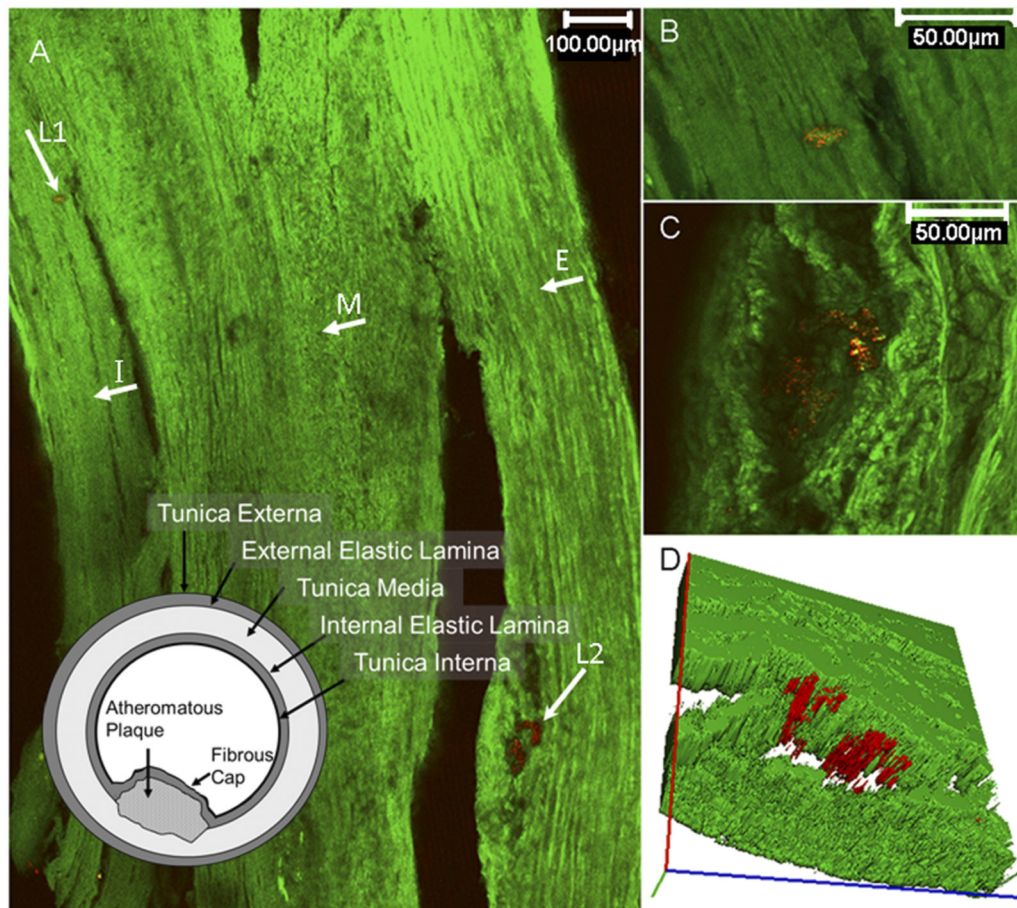 A
100.00µm
L1
E
M
I
Tunica Externa
External Elastic Lamina
Tunica Media
Internal Elastic Lamina
Tunica Interna
Atheromatous
Plaque
Fibrous
Cap
L2
B
50.00µm
C
50.00µm
D